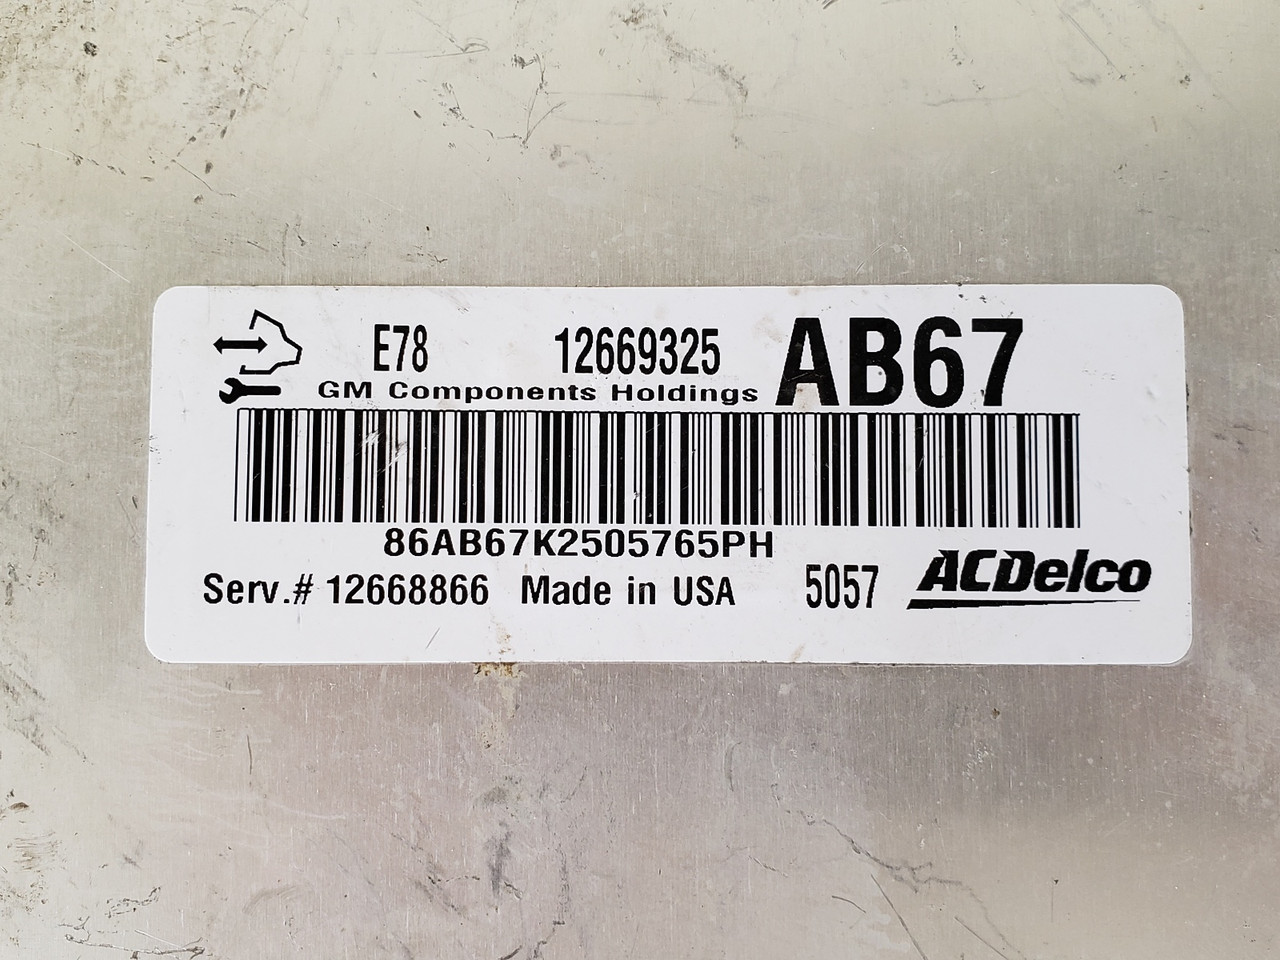 E78 12669325 AB67
GM Components Holdings
86AB67K2505765PH
Serv.# 12668866 Made in USA 5057 ACDelco